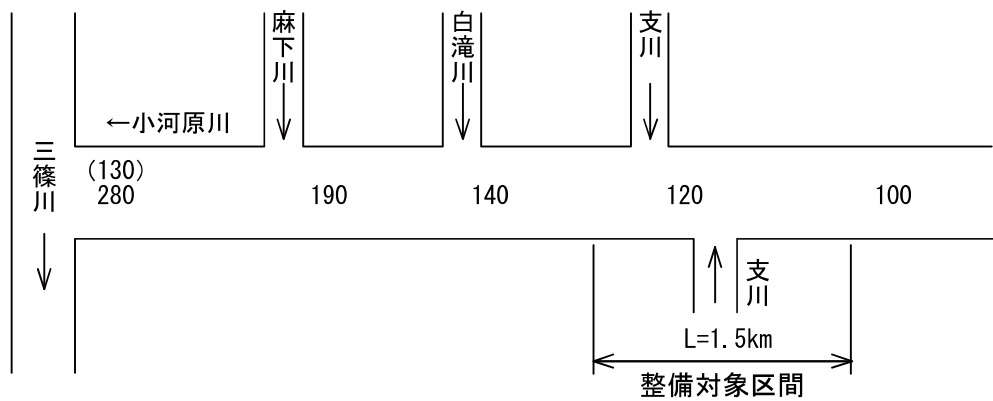 麻下川
白滝川
支川
←小河原川
三篠川
(130)
280
190
140
120
100
支川
L=1.5km
整備対象区間